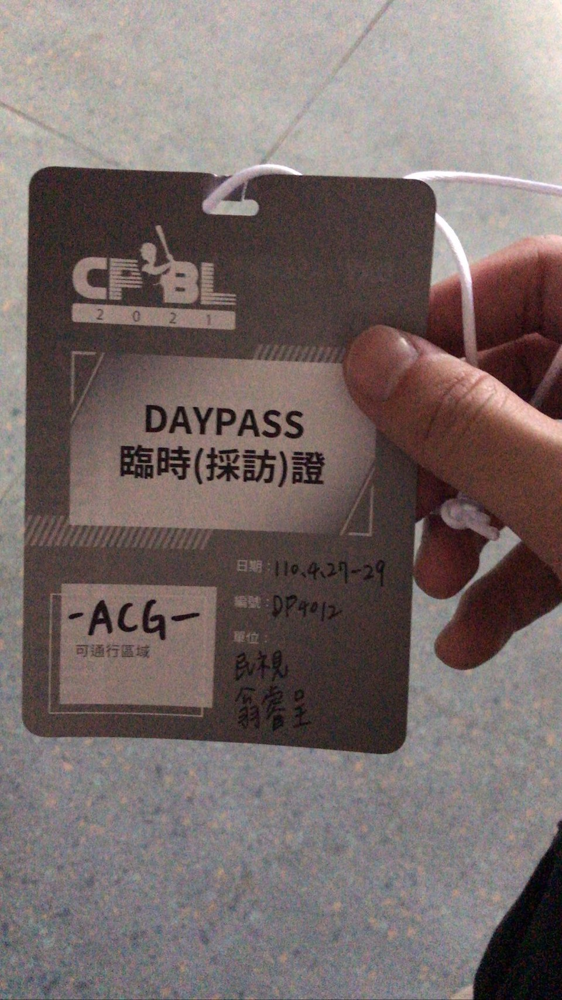 CPBL
2021
DAYPASS
臨時(採訪)證
日期：110.4.27-29
編號：DP4012
單位：
民視
翁睿呈
-ACG-
可通行區域